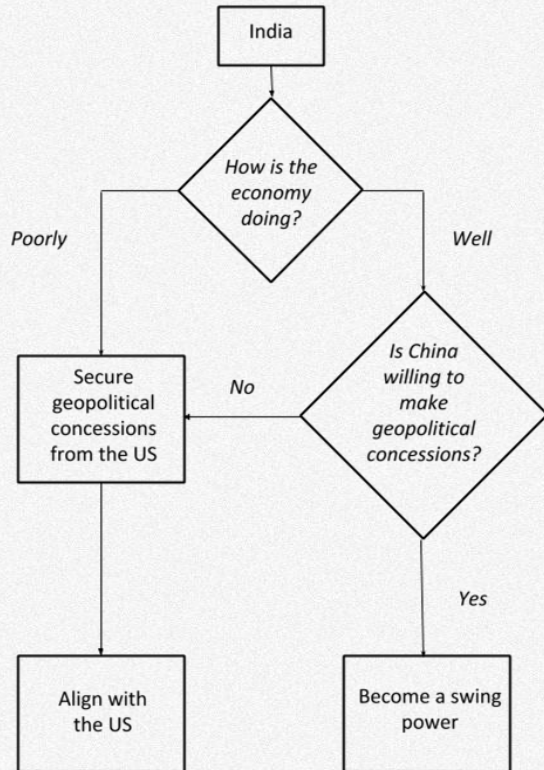 India
How is the
economy
doing?
Poorly
Well
Secure
geopolitical
concessions
from the US
No
Is China
willing to
make
geopolitical
concessions?
Yes
Align with
the US
Become a swing
power